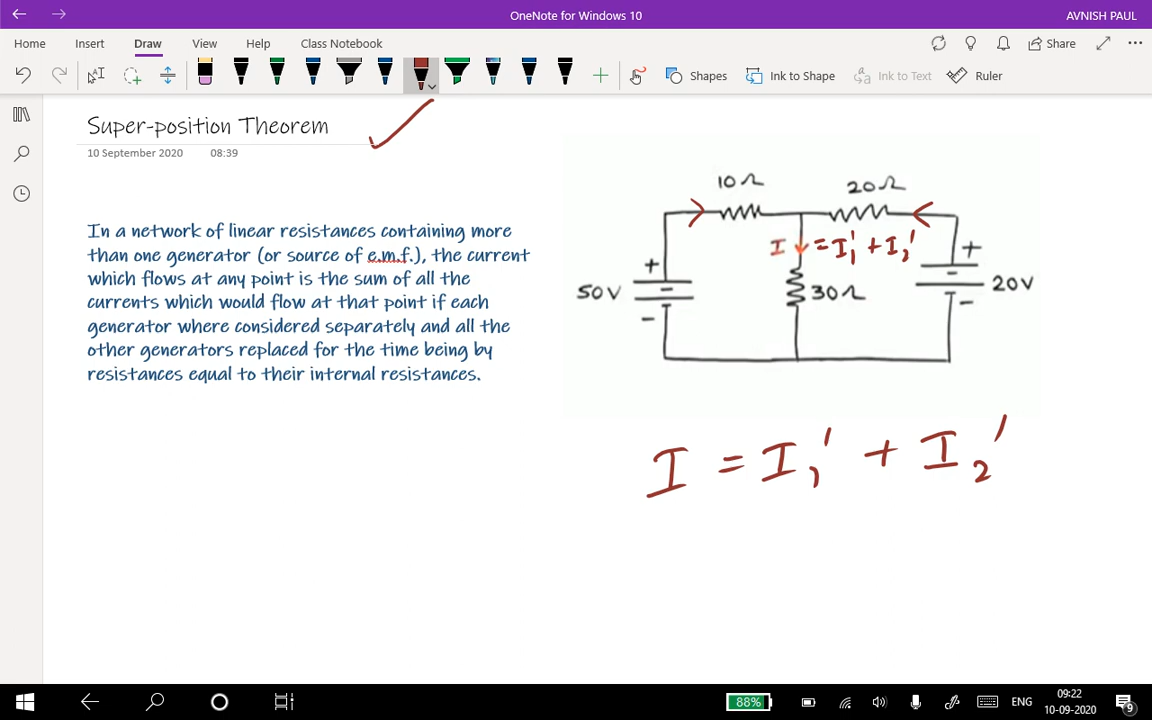 OneNote for Windows 10
AVNISH PAUL
Home Insert Draw View Help Class Notebook
Share
Shapes Ink to Shape Ink to Text Ruler
Super-position Theorem
10 September 2020 08:39
In a network of linear resistances containing more
than one generator (or source of e.m.f.), the current
which flows at any point is the sum of all the
currents which would flow at that point if each
generator where considered separately and all the
other generators replaced for the time being by
resistances equal to their internal resistances.
10Ω 20Ω
I = I₁' + I₂'
+ +
50V 30Ω 20V
- -
I = I₁' + I₂'
88%
ENG
09:22
10-09-2020
9